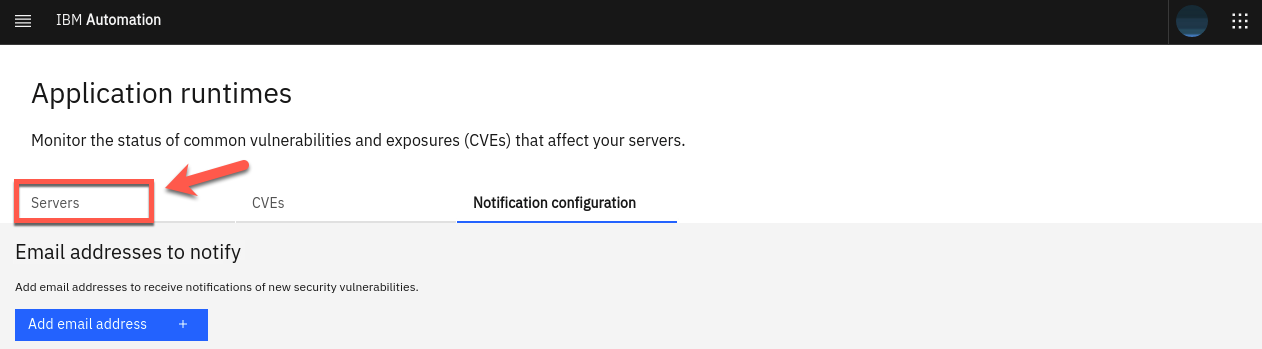 IBM Automation
Application runtimes
Monitor the status of common vulnerabilities and exposures (CVEs) that affect your servers.
Servers CVEs Notification configuration
Email addresses to notify
Add email addresses to receive notifications of new security vulnerabilities.
Add email address +